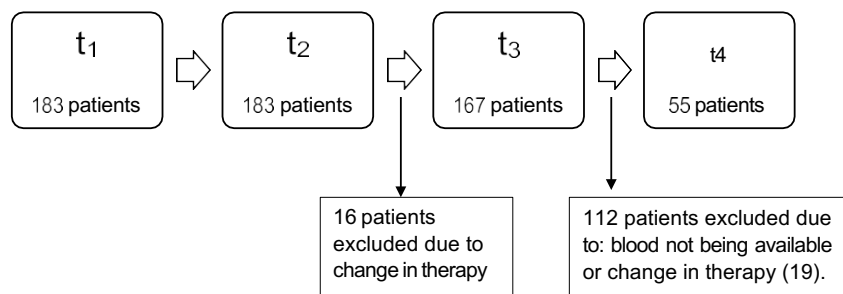 t1
t2
t3
t4
183 patients
183 patients
167 patients
55 patients
16 patients
excluded due to
change in therapy
112 patients excluded due
to: blood not being available
or change in therapy (19).